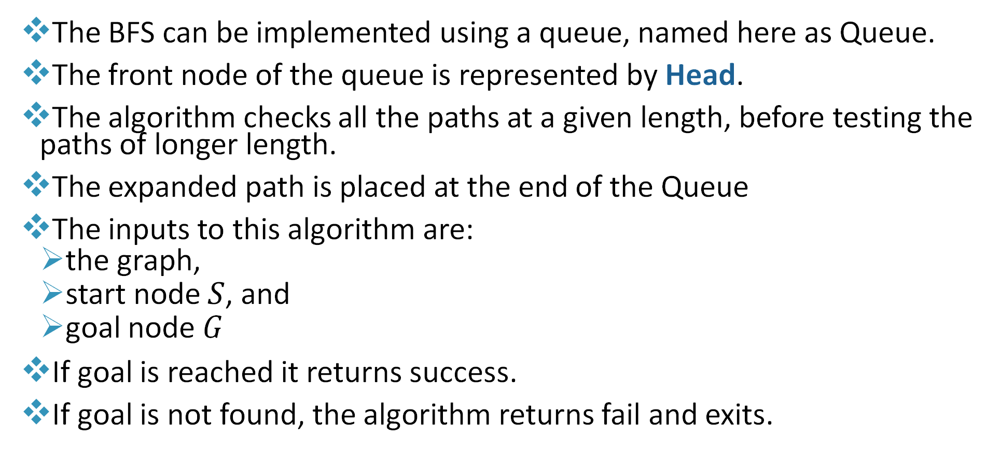 ❖The BFS can be implemented using a queue, named here as Queue.
❖The front node of the queue is represented by Head.
❖The algorithm checks all the paths at a given length, before testing the
paths of longer length.
❖The expanded path is placed at the end of the Queue
❖The inputs to this algorithm are:
➢the graph,
➢start node S, and
➢goal node G
❖If goal is reached it returns success.
❖If goal is not found, the algorithm returns fail and exits.